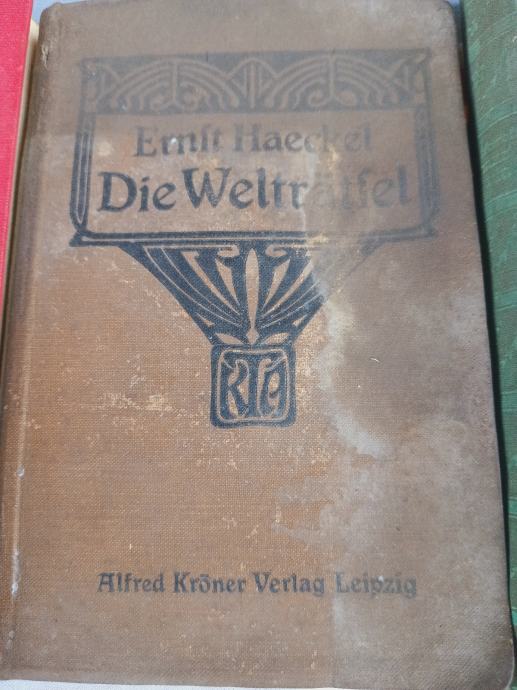 Ernst Haeckel
Die Welträtsel
KTA
Alfred Kröner Verlag Leipzig